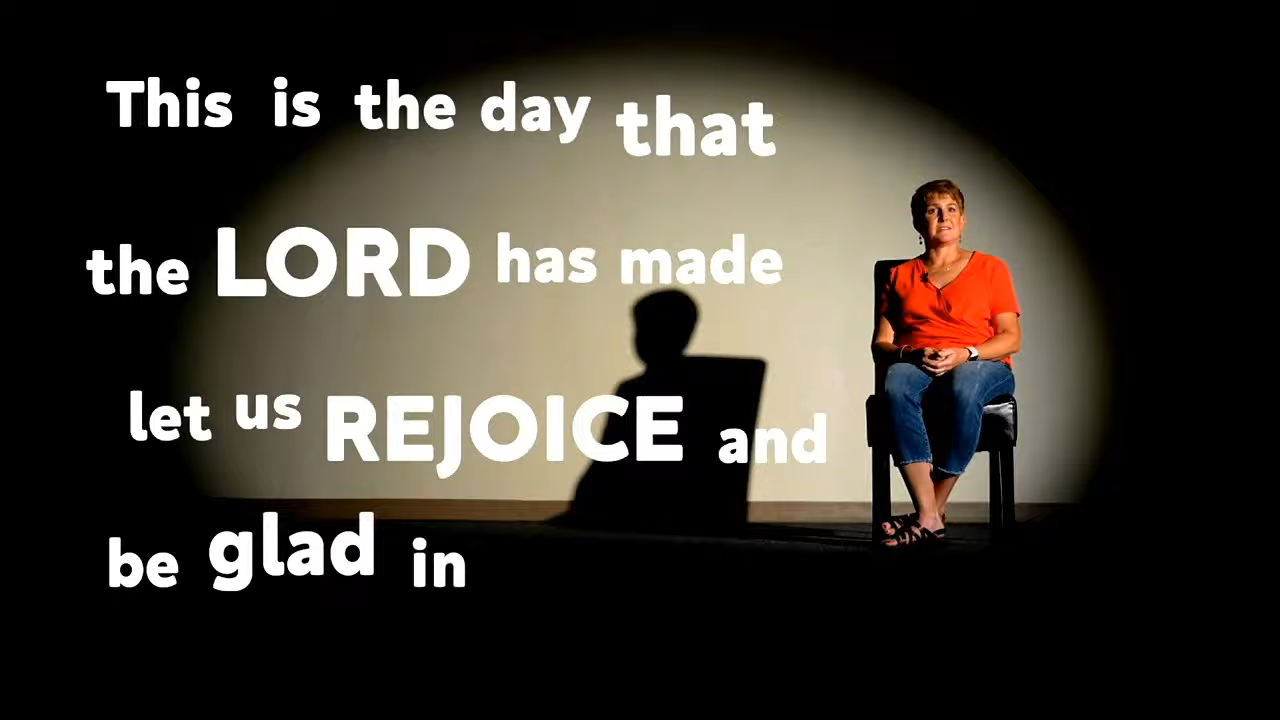 This is the day that
the LORD has made
let us REJOICE and
be glad in